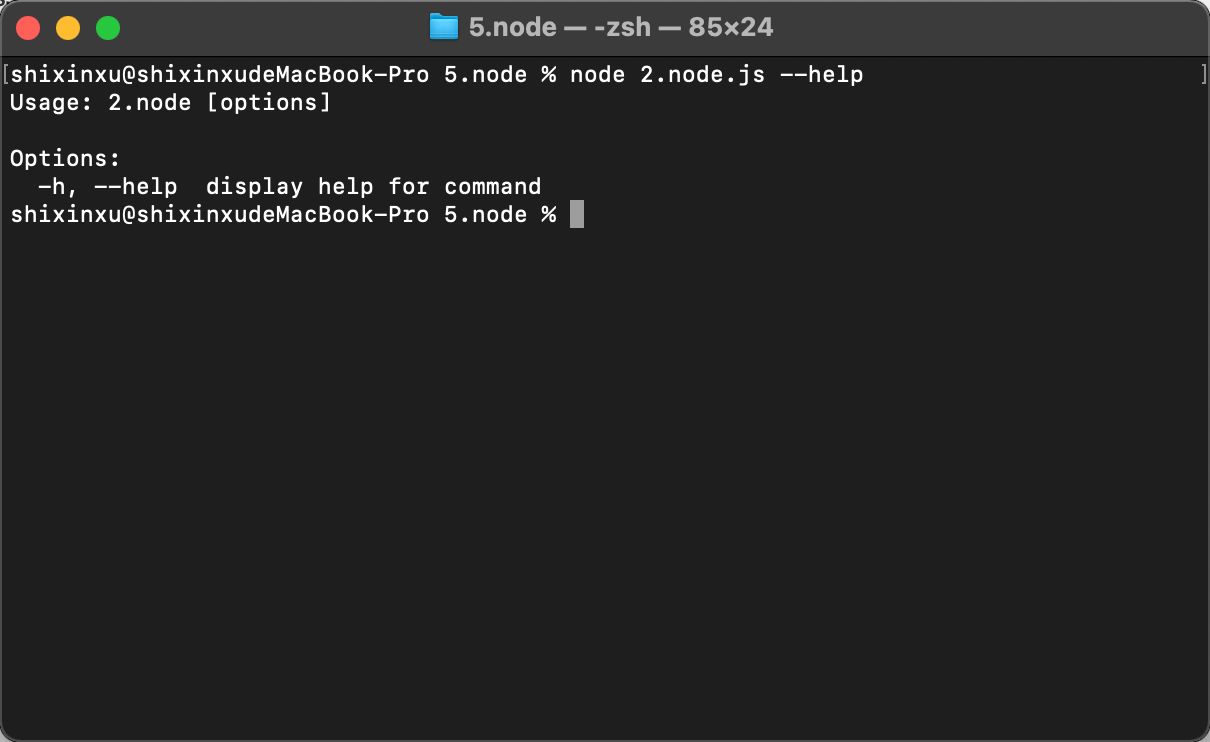 5.node — -zsh — 85×24
[shixinxu@shixinxudeMacBook-Pro 5.node % node 2.node.js --help ]
Usage: 2.node [options]
Options:
  -h, --help  display help for command
shixinxu@shixinxudeMacBook-Pro 5.node %